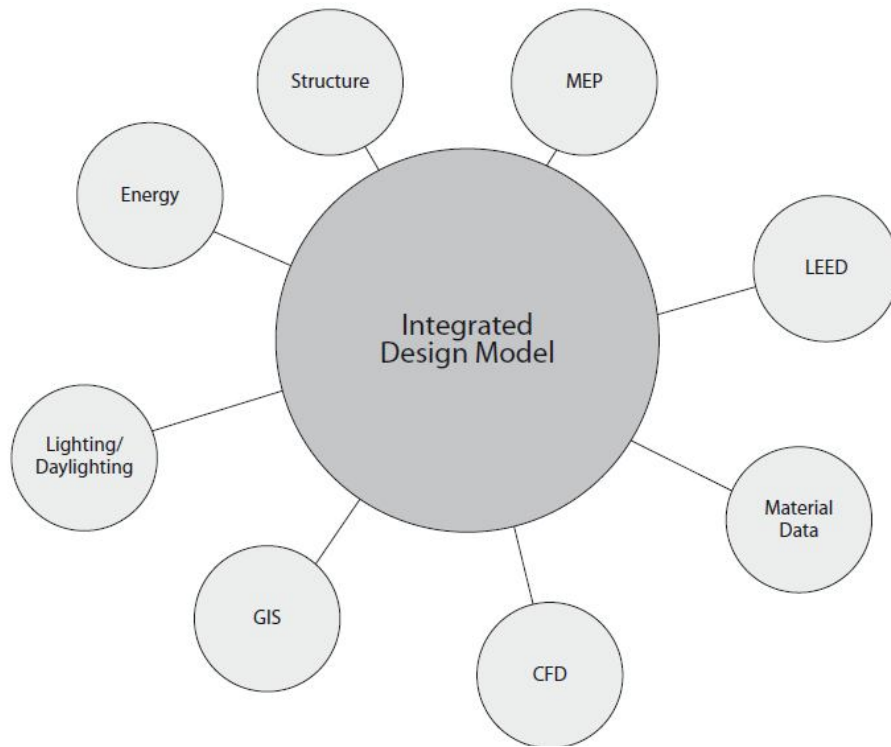 Structure
MEP
Energy
LEED
Integrated
Design Model
Lighting/
Daylighting
Material
Data
GIS
CFD